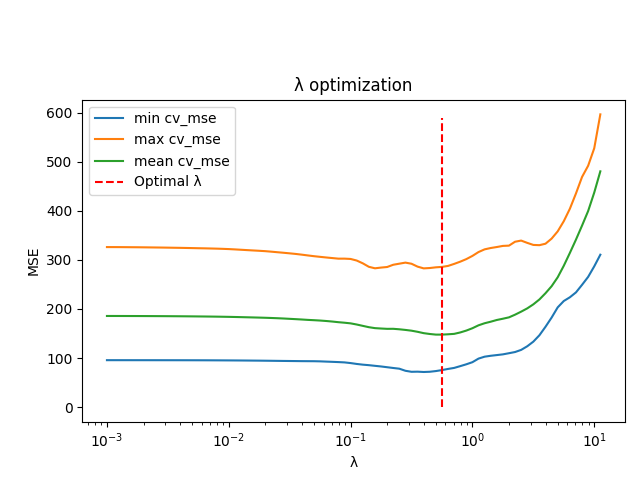 λ optimization
min cv_mse
max cv_mse
mean cv_mse
Optimal λ
MSE
600
500
400
300
200
100
0
10⁻³
10⁻²
10⁻¹
10⁰
10¹
λ